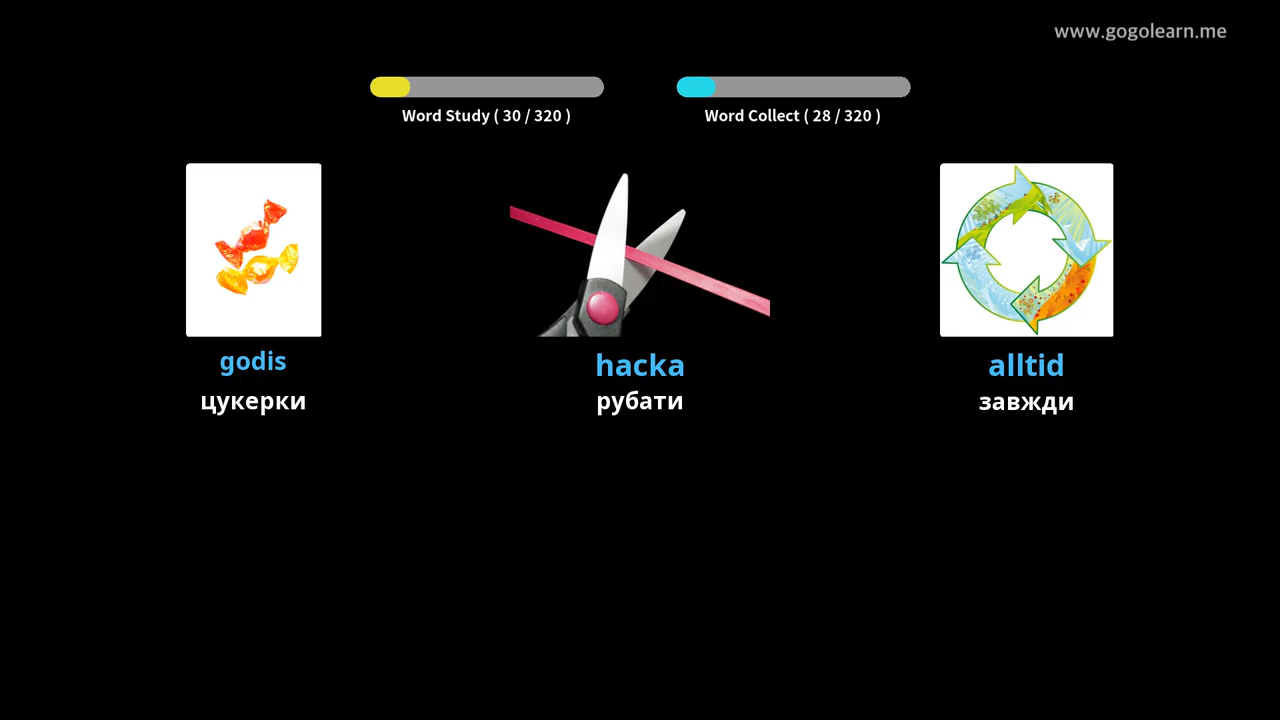 www.gogolearn.me
Word Study ( 30 / 320 )
Word Collect ( 28 / 320 )
godis
цукерки
hacka
рубати
alltid
завжди